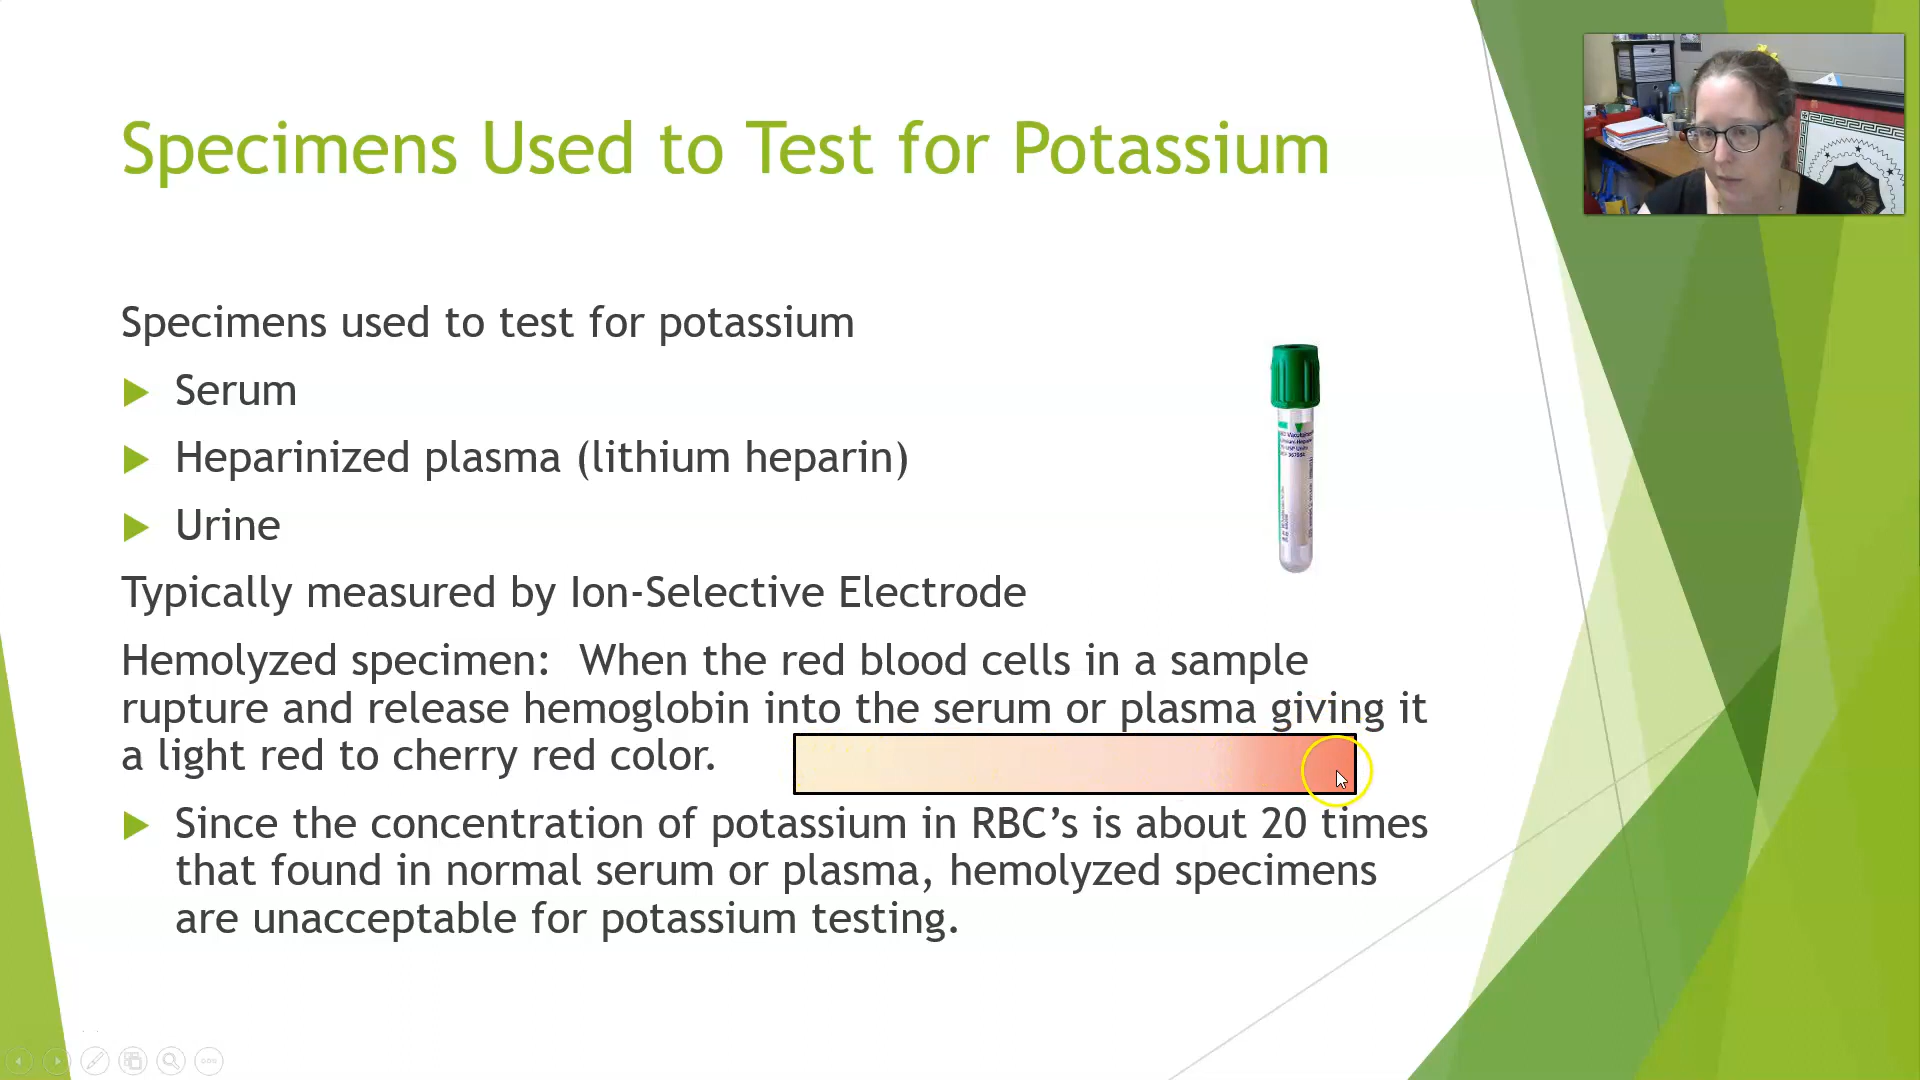 Specimens Used to Test for Potassium
Specimens used to test for potassium
Serum
Heparinized plasma (lithium heparin)
Urine
Typically measured by Ion-Selective Electrode
Hemolyzed specimen: When the red blood cells in a sample
rupture and release hemoglobin into the serum or plasma giving it
a light red to cherry red color.
Since the concentration of potassium in RBC’s is about 20 times
that found in normal serum or plasma, hemolyzed specimens
are unacceptable for potassium testing.